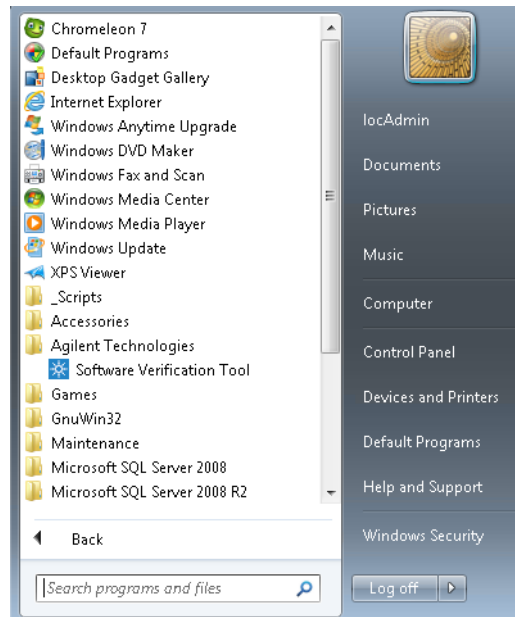 Chromeleon 7
Default Programs
Desktop Gadget Gallery
Internet Explorer
Windows Anytime Upgrade
Windows DVD Maker
Windows Fax and Scan
Windows Media Center
Windows Media Player
Windows Update
XPS Viewer
_Scripts
Accessories
Agilent Technologies
Software Verification Tool
Games
GnuWin32
Maintenance
Microsoft SQL Server 2008
Microsoft SQL Server 2008 R2
Back
Search programs and files
locAdmin
Documents
Pictures
Music
Computer
Control Panel
Devices and Printers
Default Programs
Help and Support
Windows Security
Log off